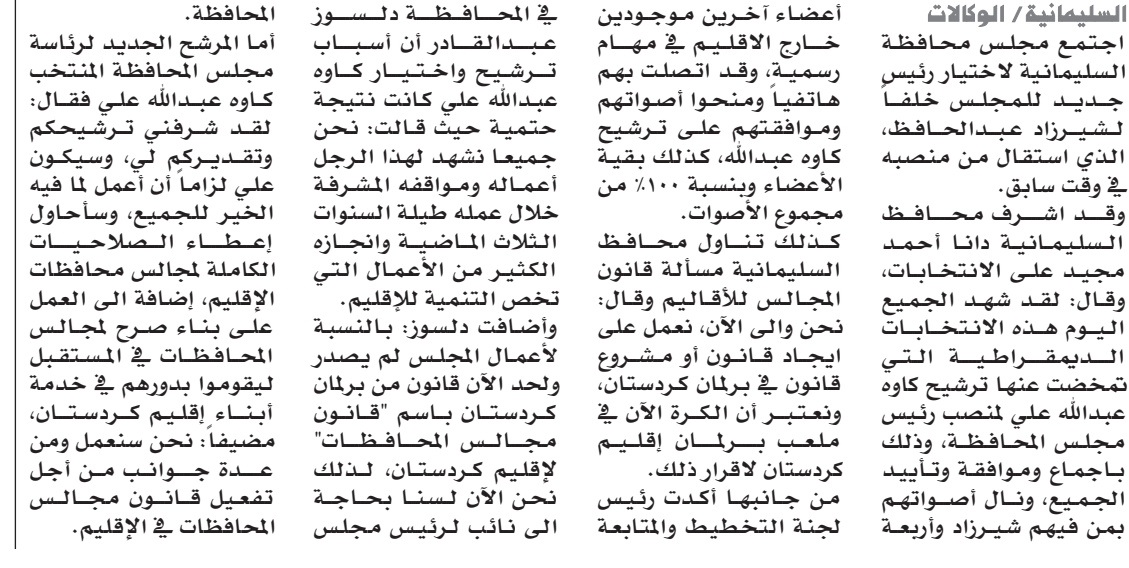 السليمانية/ الوكالات
اجتمع مجلس محافظة
السليمانية لاختيار رئيس
جديد للمجلس خلفاً
لشيرزاد عبدالحافظ،
الذي استقال من منصبه
في وقت سابق.
وقد اشرف محافظ
السليمانية دانا أحمد
مجيد على الانتخابات،
وقال: لقد شهد الجميع
اليوم هذه الانتخابات
الديمقراطية التي
تمخضت عنها ترشيح كاوه
عبدالله علي لمنصب رئيس
مجلس المحافظة، وذلك
باجماع وموافقة وتأييد
الجميع، ونال أصواتهم
بمن فيهم شيرزاد وأربعة
أعضاء آخرين موجودين
خارج الاقليم في مهام
رسمية، وقد اتصلت بهم
هاتفياً ومنحوا أصواتهم
وموافقتهم على ترشيح
كاوه عبدالله، كذلك بقية
الأعضاء وبنسبة ١٠٠٪ من
مجموع الأصوات.
كذلك تناول محافظ
السليمانية مسألة قانون
المجالس للأقاليم وقال:
نحن والى الآن، نعمل على
ايجاد قانون أو مشروع
قانون في برلمان كردستان،
ونعتبر أن الكرة الآن في
ملعب برلمان إقليم
كردستان لاقرار ذلك.
من جانبها أكدت رئيس
لجنة التخطيط والمتابعة
في المحافظة دلسوز
عبدالقادر أن أسباب
ترشيح واختيار كاوه
عبدالله علي كانت نتيجة
حتمية حيث قالت: نحن
جميعا نشهد لهذا الرجل
أعماله ومواقفه المشرفة
خلال عمله طيلة السنوات
الثلاث الماضية وانجازه
الكثير من الأعمال التي
تخص التنمية للإقليم.
وأضافت دلسوز: بالنسبة
لأعمال المجلس لم يصدر
ولحد الآن قانون من برلمان
كردستان باسم "قانون
مجالس المحافظات"
لإقليم كردستان، لذلك
نحن الآن لسنا بحاجة
الى نائب لرئيس مجلس
المحافظة.
أما المرشح الجديد لرئاسة
مجلس المحافظة المنتخب
كاوه عبدالله علي فقال:
لقد شرفني ترشيحكم
وتقديركم لي، وسيكون
علي لزاماً أن أعمل لما فيه
الخير للجميع، وسأحاول
إعطاء الصلاحيات
الكاملة لمجالس محافظات
الإقليم، إضافة الى العمل
على بناء صرح لمجالس
المحافظات في المستقبل
ليقوموا بدورهم في خدمة
أبناء إقليم كردستان،
مضيفاً: نحن سنعمل ومن
عدة جوانب من أجل
تفعيل قانون مجالس
المحافظات في الإقليم.